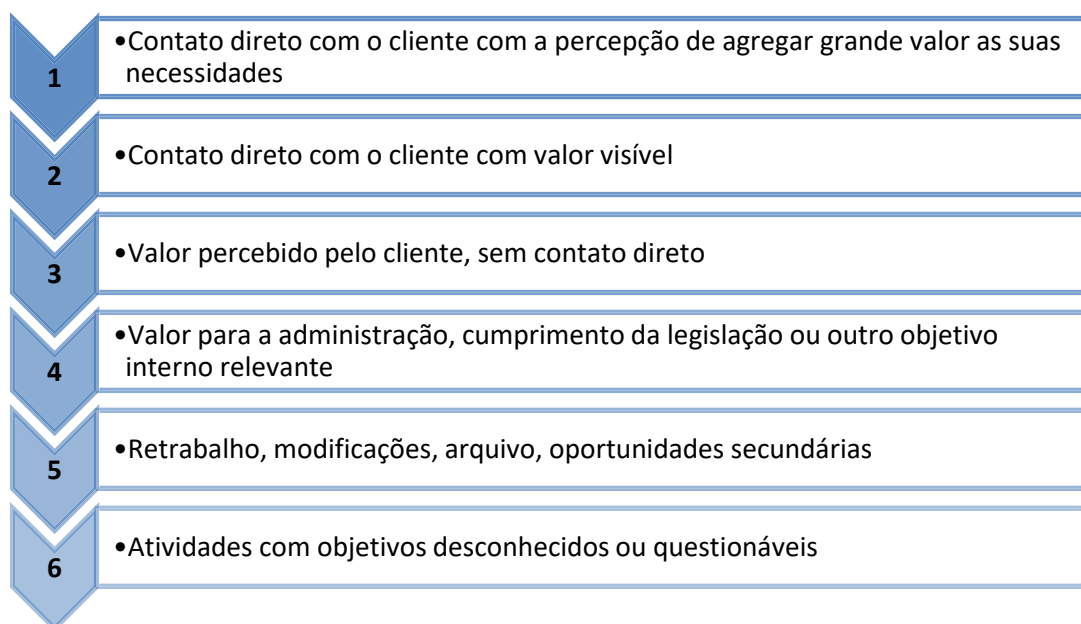 1
•Contato direto com o cliente com a percepção de agregar grande valor as suas
necessidades
2
•Contato direto com o cliente com valor visível
3
•Valor percebido pelo cliente, sem contato direto
4
•Valor para a administração, cumprimento da legislação ou outro objetivo
interno relevante
5
•Retrabalho, modificações, arquivo, oportunidades secundárias
6
•Atividades com objetivos desconhecidos ou questionáveis